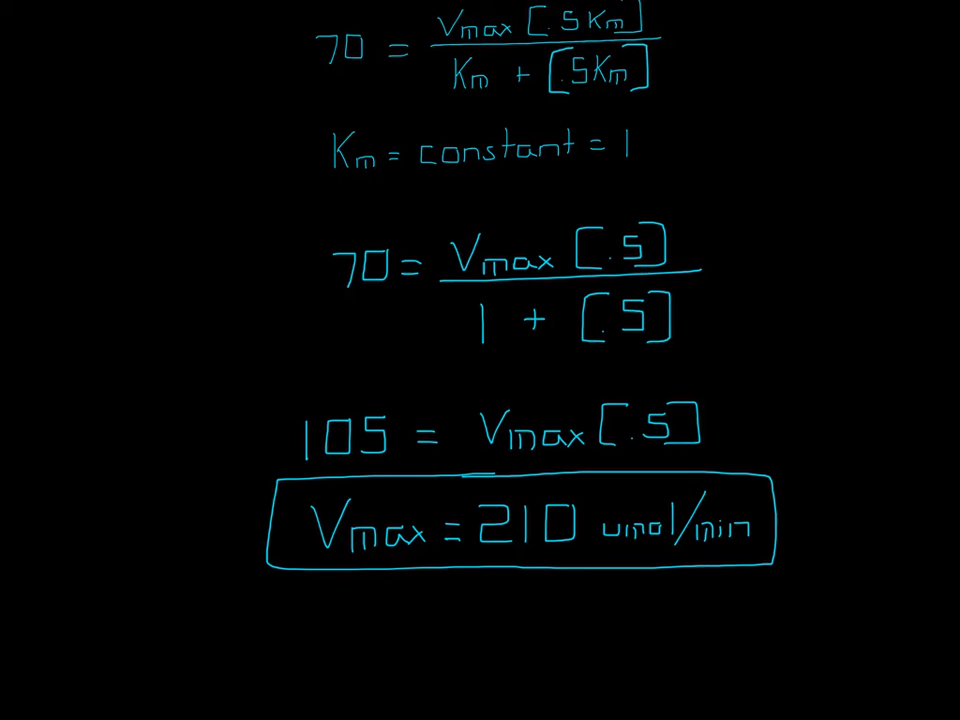 70 = Vmax [.5Km] / Km + [.5Km]
Km = constant = 1
70 = Vmax [.5] / 1 + [.5]
105 = Vmax [.5]
Vmax = 210 umol/min